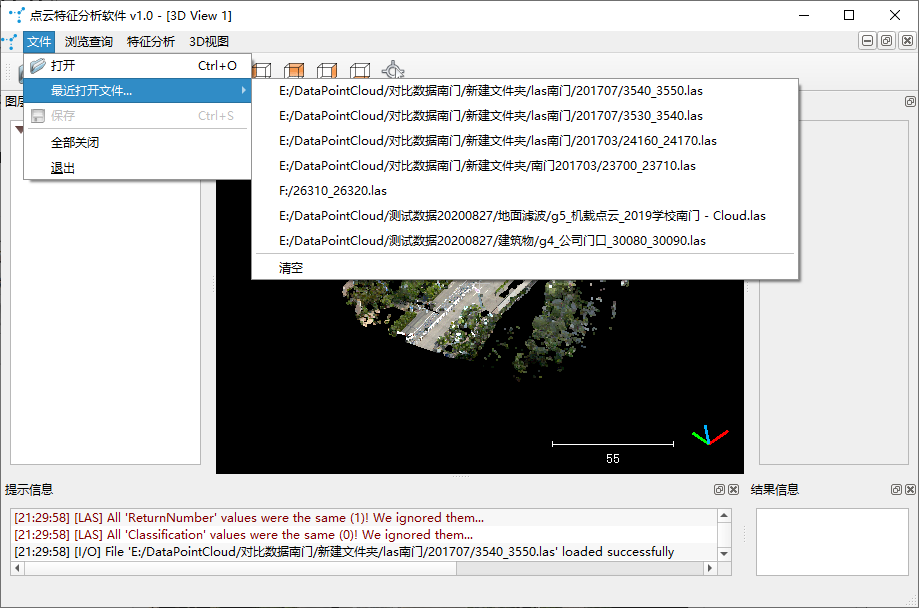 点云特征分析软件 v1.0 - [3D View 1]
文件 浏览查询 特征分析 3D视图
打开 Ctrl+O
最近打开文件...
保存 Ctrl+S
全部关闭
退出
E:/DataPointCloud/对比数据南门/新建文件夹/las南门/201707/3540_3550.las
E:/DataPointCloud/对比数据南门/新建文件夹/las南门/201707/3530_3540.las
E:/DataPointCloud/对比数据南门/新建文件夹/las南门/201703/24160_24170.las
E:/DataPointCloud/对比数据南门/新建文件夹/南门201703/23700_23710.las
F:/26310_26320.las
E:/DataPointCloud/测试数据20200827/地面滤波/g5_机载点云_2019学校南门 - Cloud.las
E:/DataPointCloud/测试数据20200827/建筑物/g4_公司门口_30080_30090.las
清空
图层
55
提示信息
[21:29:58] [LAS] All 'ReturnNumber' values were the same (1)! We ignored them...
[21:29:58] [LAS] All 'Classification' values were the same (0)! We ignored them...
[21:29:58] [I/O] File 'E:/DataPointCloud/对比数据南门/新建文件夹/las南门/201707/3540_3550.las' loaded successfully
结果信息